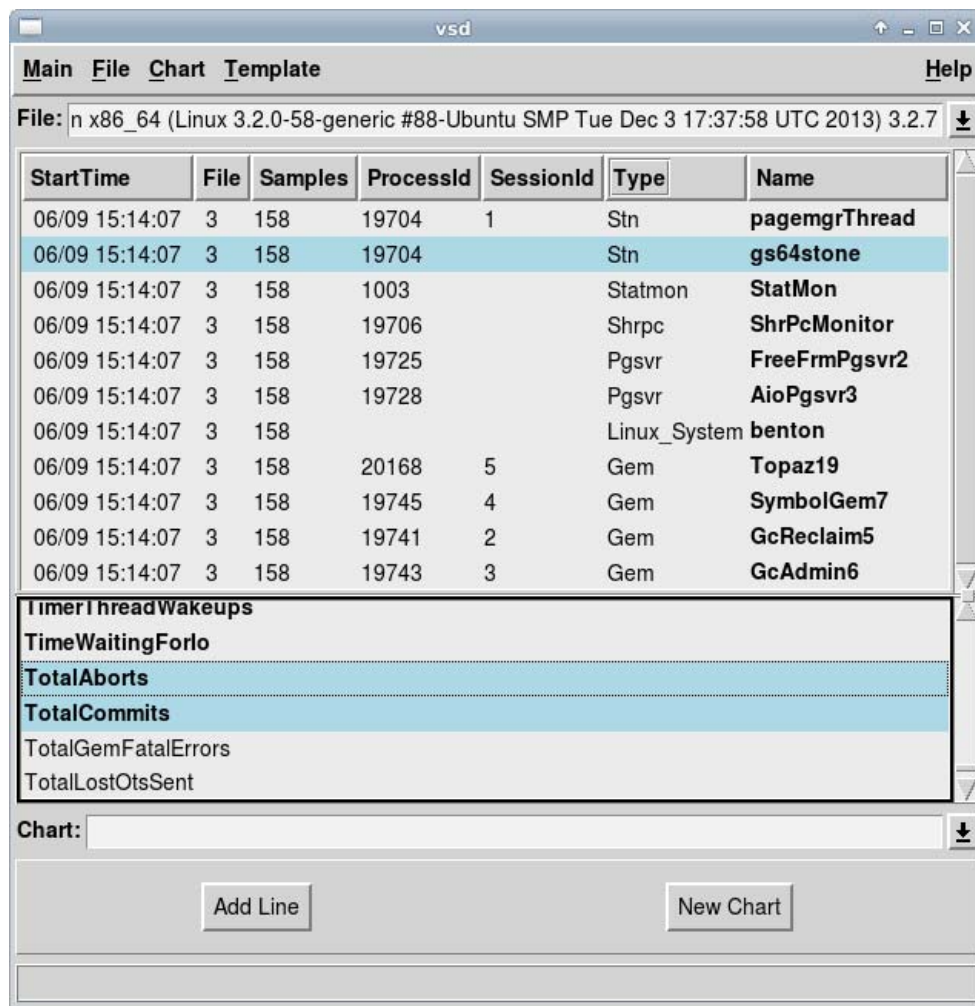 vsd
Main File Chart Template Help
File: n x86_64 (Linux 3.2.0-58-generic #88-Ubuntu SMP Tue Dec 3 17:37:58 UTC 2013) 3.2.7
StartTime File Samples ProcessId SessionId Type Name
06/09 15:14:07 3 158 19704 1 Stn pagemgrThread
06/09 15:14:07 3 158 19704 Stn gs64stone
06/09 15:14:07 3 158 1003 Statmon StatMon
06/09 15:14:07 3 158 19706 Shrpc ShrPcMonitor
06/09 15:14:07 3 158 19725 Pgsvr FreeFrmPgsvr2
06/09 15:14:07 3 158 19728 Pgsvr AioPgsvr3
06/09 15:14:07 3 158 Linux_System benton
06/09 15:14:07 3 158 20168 5 Gem Topaz19
06/09 15:14:07 3 158 19745 4 Gem SymbolGem7
06/09 15:14:07 3 158 19741 2 Gem GcReclaim5
06/09 15:14:07 3 158 19743 3 Gem GcAdmin6
TimerThreadWakeups
TimeWaitingForIo
TotalAborts
TotalCommits
TotalGemFatalErrors
TotalLostOtsSent
Chart:
Add Line New Chart